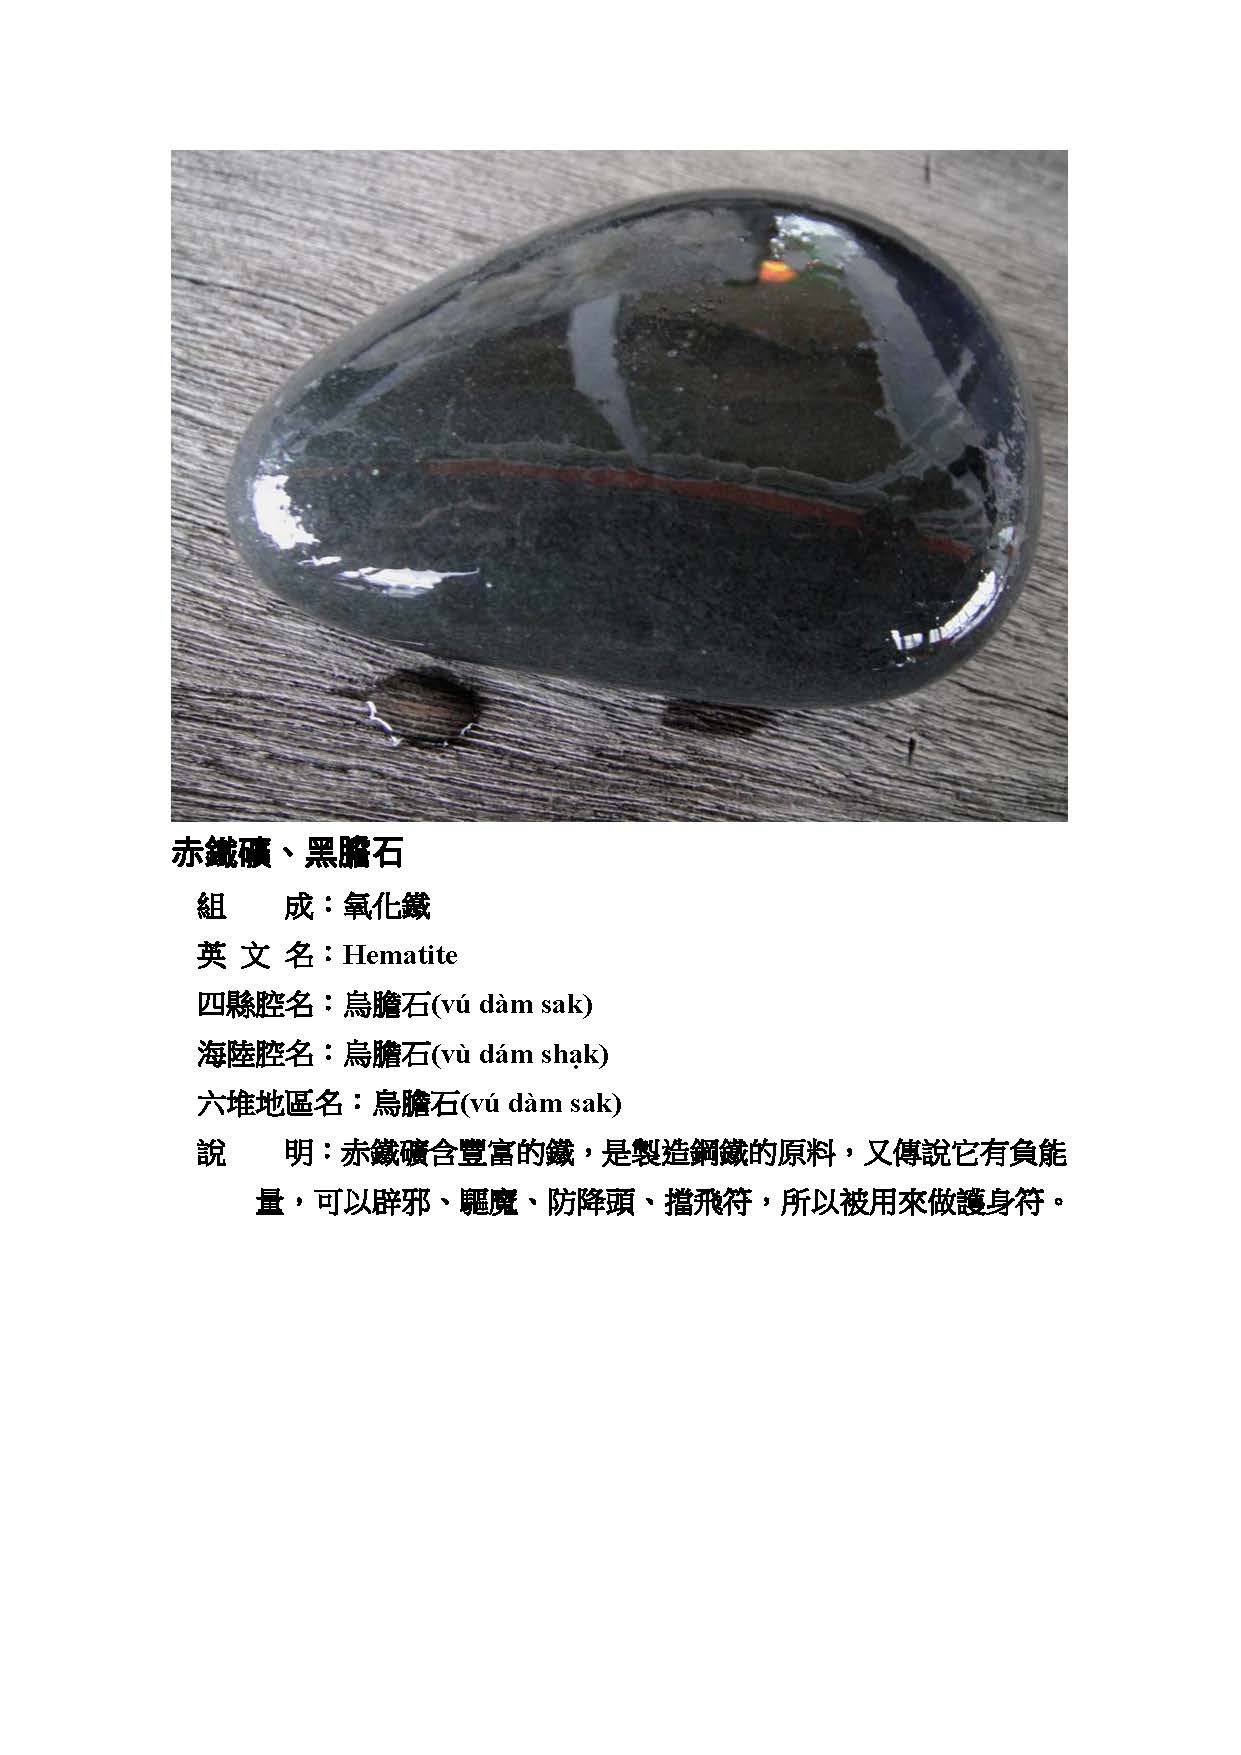 赤鐵礦、黑膽石
組　　成：氧化鐵
英 文 名：Hematite
四縣腔名：烏膽石(vú dàm sak)
海陸腔名：烏膽石(vù dám shạk)
六堆地區名：烏膽石(vú dàm sak)
說　　明：赤鐵礦含豐富的鐵，是製造鋼鐵的原料，又傳說它有負能
量，可以辟邪、驅魔、防降頭、擋飛符，所以被用來做護身符。